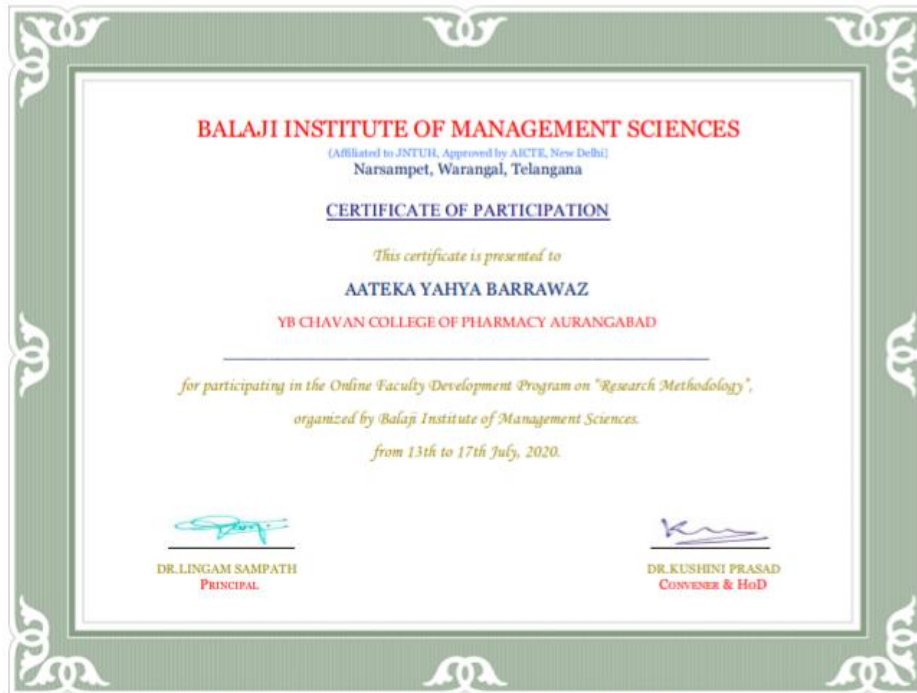 BALAJI INSTITUTE OF MANAGEMENT SCIENCES
(Affiliated to JNTUH, Approved by AICTE, New Delhi)
Narsampet, Warangal, Telangana
CERTIFICATE OF PARTICIPATION
This certificate is presented to
AATEKA YAHYA BARRAWAZ
YB CHAVAN COLLEGE OF PHARMACY AURANGABAD
for participating in the Online Faculty Development Program on "Research Methodology",
organized by Balaji Institute of Management Sciences.
from 13th to 17th July, 2020.
DR.LINGAM SAMPATH
PRINCIPAL
DR.KUSHINI PRASAD
CONVENER & HOD